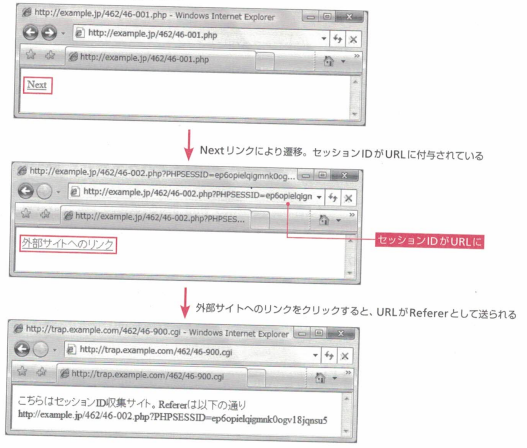 http://example.jp/462/46-001.php - Windows Internet Explorer
http://example.jp/462/46-001.php
http://example.jp/462/46-001.php
Next
Nextリンクにより遷移。セッションIDがURLに付与されている
http://example.jp/462/46-002.php?PHPSESSID=ep6opielqigmnk0og...
http://example.jp/462/46-002.php?PHPSESSID=ep6opielqign
http://example.jp/462/46-002.php?PHPSES...
外部サイトへのリンク
セッションIDがURLに
外部サイトへのリンクをクリックすると、URLがRefererとして送られる
http://trap.example.com/462/46-900.cgi - Windows Internet Explorer
http://trap.example.com/462/46-900.cgi
http://trap.example.com/462/46-900.cgi
こちらはセッションID収集サイト。Refererは以下の通り
http://example.jp/462/46-002.php?PHPSESSID=ep6opielqigmnk0ogv18jqnsu5